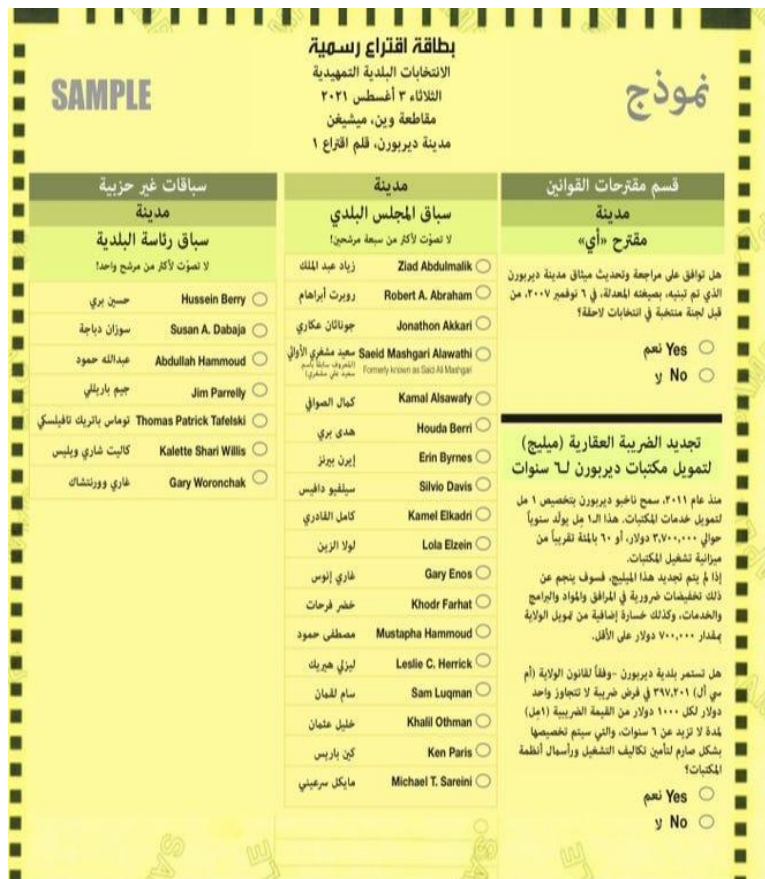 بطاقة اقتراع رسمية
الانتخابات البلدية التمهيدية
الثلاثاء ٣ أغسطس ٢٠٢١
مقاطعة وين، ميشيغن
مدينة ديربورن، قلم اقتراع ١
نموذج
SAMPLE
قسم مقترحات القوانين
مدينة
مقترح «أي»
هل توافق على مراجعة وتحديث ميثاق مدينة ديربورن
الذي تم تبنيه، بصيغته المعدلة، في ٦ نوفمبر ٢٠٠٧، من
قبل لجنة منتخبة في انتخابات لاحقة؟
Yes نعم
No لا
تجديد الضريبة العقارية (ميليج)
لتمويل مكتبات ديربورن لـ٦ سنوات
منذ عام ٢٠١١، سمح ناخبو ديربورن بتخصيص ١ مل
لتمويل خدمات المكتبات. هذا الـ١ مِل يولّد سنوياً
حوالي ٣,٧٠٠,٠٠٠ دولار، أو ٦٠ بالمئة تقريباً من
ميزانية تشغيل المكتبات.
إذا لم يتم تجديد هذا الميليج، فسوف ينجم عن
ذلك تخفيضات ضرورية في المرافق والمواد والبرامج
والخدمات، وكذلك خسارة إضافية من تمويل الولاية
بمقدار ٧٠٠,٠٠٠ دولار على الأقل.
هل تستمر بلدية ديربورن -وفقاً لقانون الولاية (أم
سي أل) ٣٩٧,٢٠١ في فرض ضريبة لا تتجاوز واحد
دولار لكل ١٠٠٠ دولار من القيمة الضريبية (١مِل)
لمدة لا تزيد عن ٦ سنوات، والتي سيتم تخصيصها
بشكل صارم لتأمين تكاليف التشغيل ورأسمال أنظمة
المكتبات؟
Yes نعم
No لا
مدينة
سباق المجلس البلدي
لا تصوّت لأكثر من سبعة مرشحين!
Ziad Abdulmalik زياد عبد الملك
Robert A. Abraham روبرت أبراهام
Jonathon Akkari جوناثان عكاري
Saeid Mashgari Alawathi سعيد مشغري الأواثي
Formerly known as Said Ali Mashgari (المعروف سابقاً باسم
سعيد علي مشغري)
Kamal Alsawafy كمال الصوافي
Houda Berri هدى بري
Erin Byrnes إيرن بيرنز
Silvio Davis سيلفيو دافيس
Kamel Elkadri كامل القادري
Lola Elzein لولا الزين
Gary Enos غاري إنوس
Khodr Farhat خضر فرحات
Mustapha Hammoud مصطفى حمود
Leslie C. Herrick ليزلي هيريك
Sam Luqman سام لقمان
Khalil Othman خليل عثمان
Ken Paris كين باريس
Michael T. Sareini مايكل سرعيني
سباقات غير حزبية
مدينة
سباق رئاسة البلدية
لا تصوّت لأكثر من مرشح واحد!
Hussein Berry حسين بري
Susan A. Dabaja سوزان دباجة
Abdullah Hammoud عبدالله حمود
Jim Parrelly جيم باريللي
Thomas Patrick Tafelski توماس باتريك تافيلسكي
Kalette Shari Willis كاليت شاري ويليس
Gary Woronchak غاري وورنتشاك